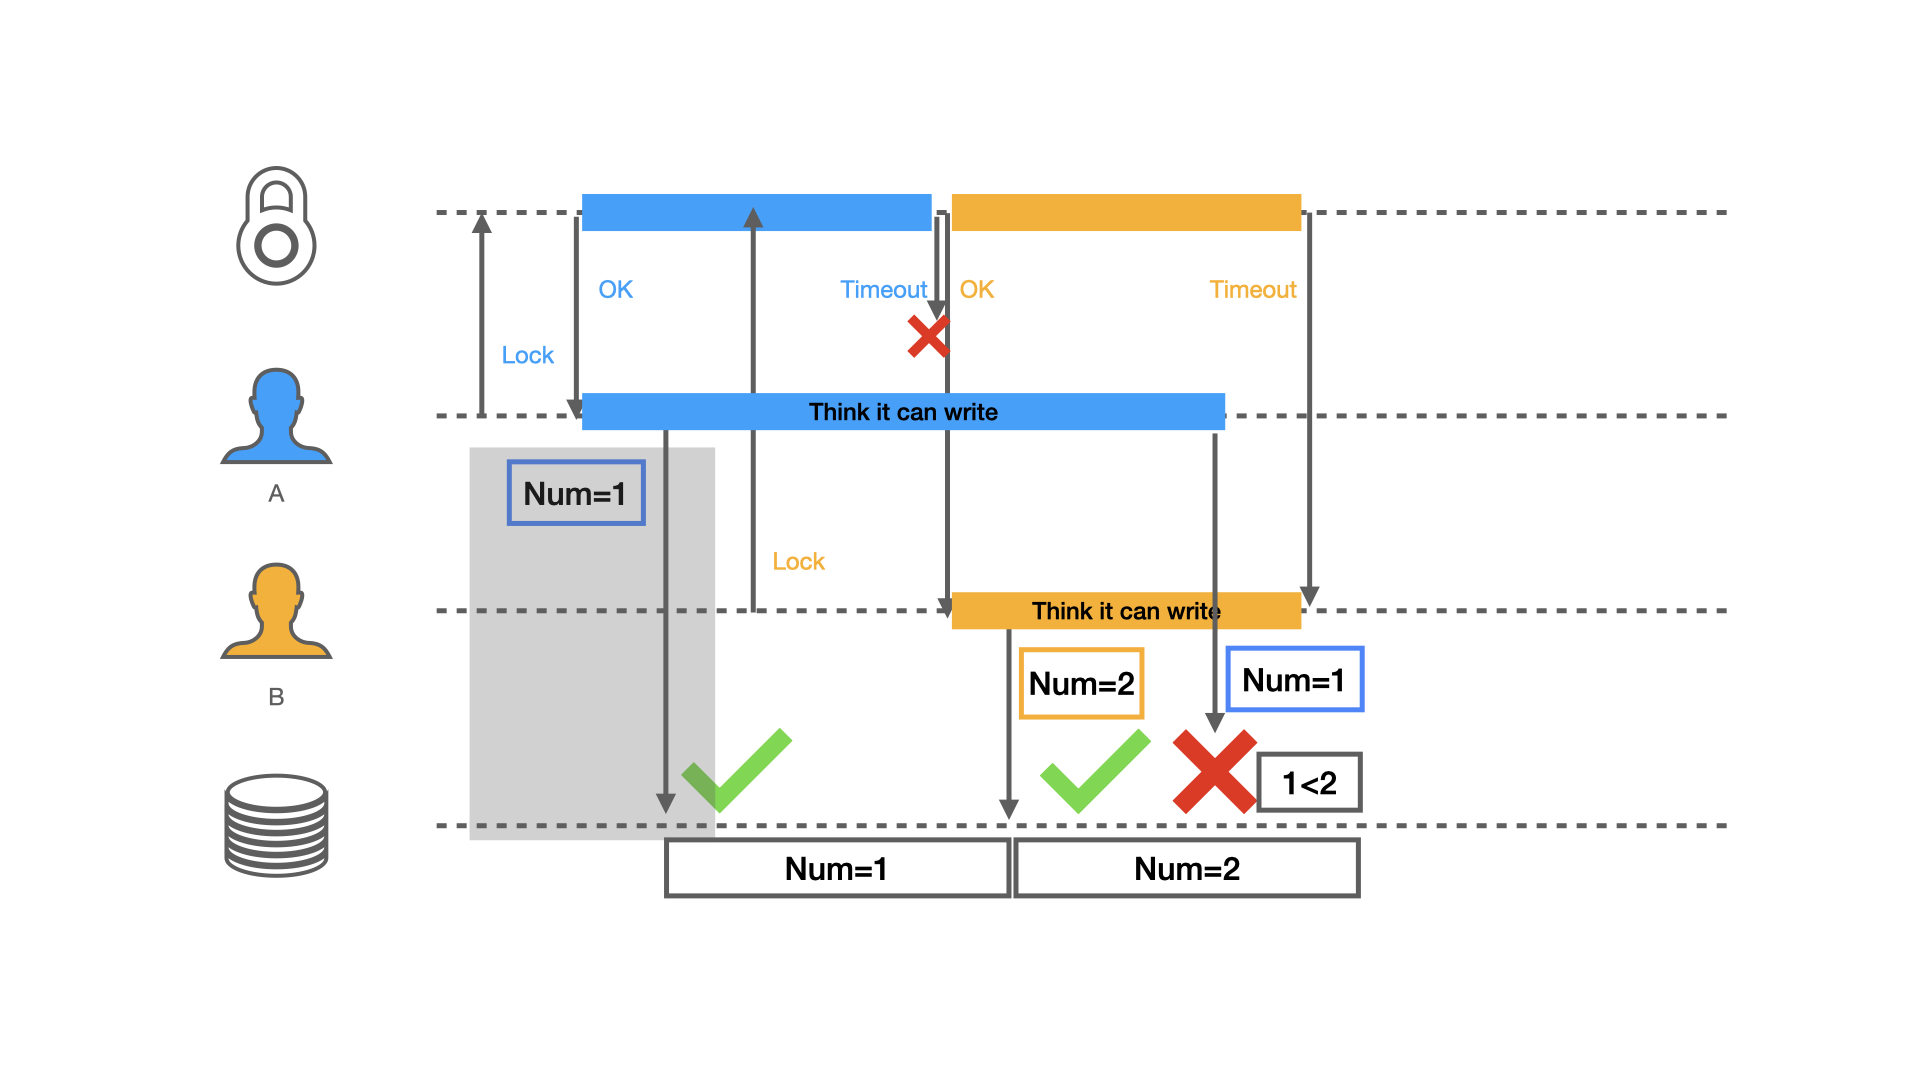 OK
Timeout
OK
Timeout
Lock
Think it can write
A
Num=1
Lock
Think it can write
B
Num=2
Num=1
1<2
Num=1
Num=2